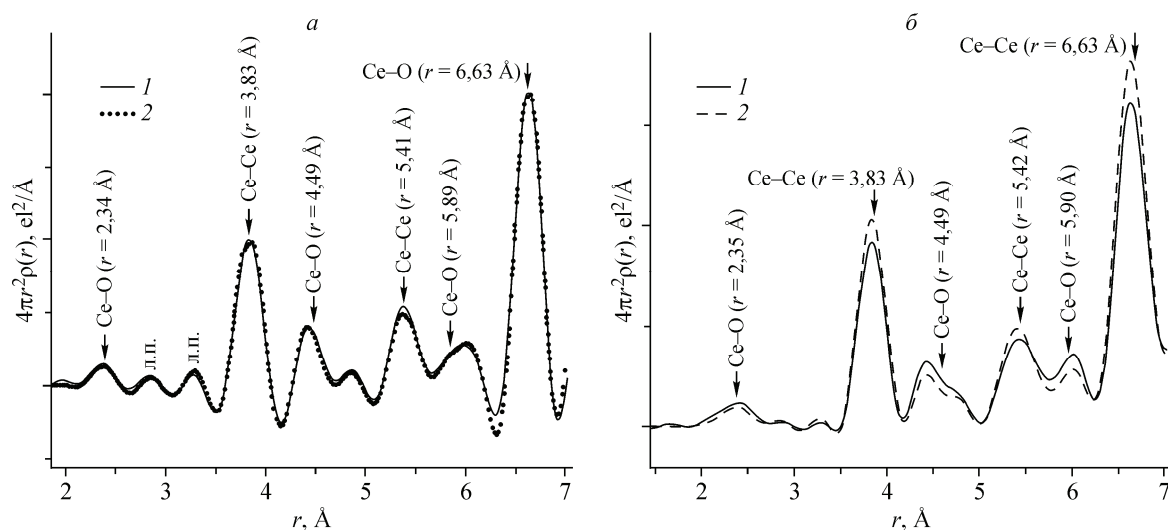 а
4πr²ρ(r), el²/Å
1
2
Ce–O (r = 2,34 Å)
л.п.
л.п.
Ce–Ce (r = 3,83 Å)
Ce–O (r = 4,49 Å)
Ce–Ce (r = 5,41 Å)
Ce–O (r = 5,89 Å)
Ce–O (r = 6,63 Å)
2 3 4 5 6 7
r, Å
б
4πr²ρ(r), el²/Å
1
2
Ce–O (r = 2,35 Å)
Ce–Ce (r = 3,83 Å)
Ce–O (r = 4,49 Å)
Ce–Ce (r = 5,42 Å)
Ce–O (r = 5,90 Å)
Ce–Ce (r = 6,63 Å)
2 3 4 5 6 7
r, Å